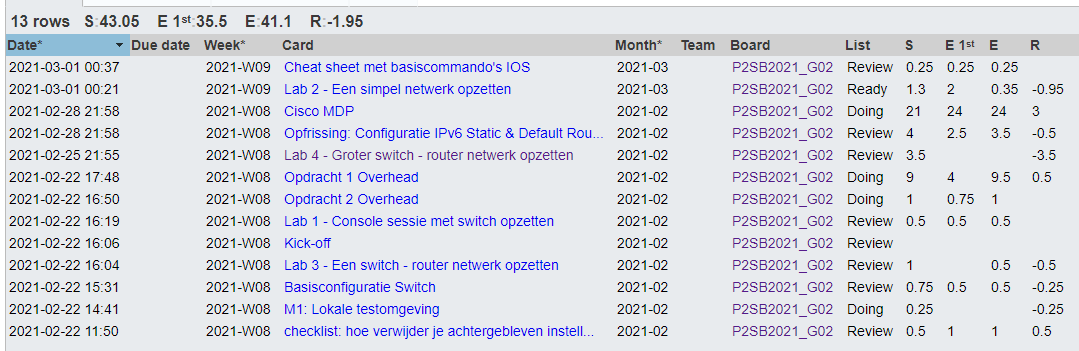 13 rows S:43.05 E 1st:35.5 E:41.1 R:-1.95
Date* Due date Week* Card Month* Team Board List S E 1st E R
2021-03-01 00:37 2021-W09 Cheat sheet met basiscommando's IOS 2021-03 P2SB2021_G02 Review 0.25 0.25 0.25
2021-03-01 00:21 2021-W09 Lab 2 - Een simpel netwerk opzetten 2021-03 P2SB2021_G02 Ready 1.3 2 0.35 -0.95
2021-02-28 21:58 2021-W08 Cisco MDP 2021-02 P2SB2021_G02 Doing 21 24 24 3
2021-02-28 21:58 2021-W08 Opfrissing: Configuratie IPv6 Static & Default Rou... 2021-02 P2SB2021_G02 Review 4 2.5 3.5 -0.5
2021-02-25 21:55 2021-W08 Lab 4 - Groter switch - router netwerk opzetten 2021-02 P2SB2021_G02 Review 3.5 -3.5
2021-02-22 17:48 2021-W08 Opdracht 1 Overhead 2021-02 P2SB2021_G02 Doing 9 4 9.5 0.5
2021-02-22 16:50 2021-W08 Opdracht 2 Overhead 2021-02 P2SB2021_G02 Doing 1 0.75 1
2021-02-22 16:19 2021-W08 Lab 1 - Console sessie met switch opzetten 2021-02 P2SB2021_G02 Review 0.5 0.5 0.5
2021-02-22 16:06 2021-W08 Kick-off 2021-02 P2SB2021_G02 Review
2021-02-22 16:04 2021-W08 Lab 3 - Een switch - router netwerk opzetten 2021-02 P2SB2021_G02 Review 1 0.5 -0.5
2021-02-22 15:31 2021-W08 Basisconfiguratie Switch 2021-02 P2SB2021_G02 Review 0.75 0.5 0.5 -0.25
2021-02-22 14:41 2021-W08 M1: Lokale testomgeving 2021-02 P2SB2021_G02 Doing 0.25 -0.25
2021-02-22 11:50 2021-W08 checklist: hoe verwijder je achtergebleven instell... 2021-02 P2SB2021_G02 Review 0.5 1 1 0.5